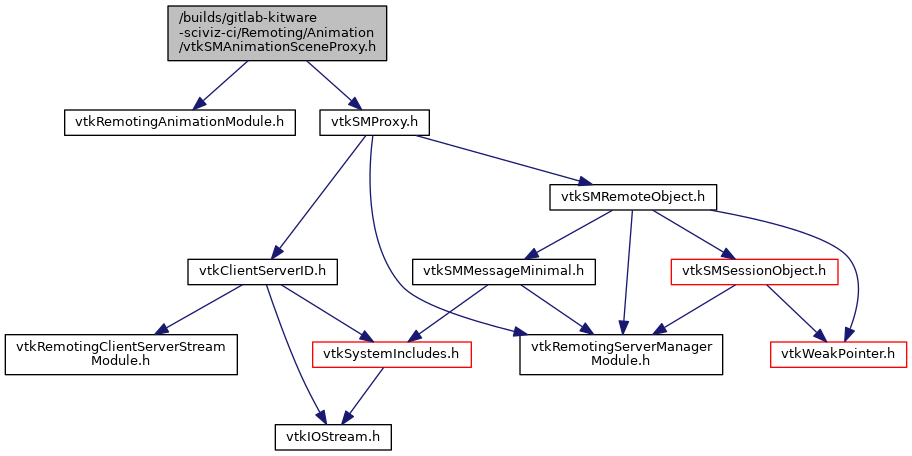 /builds/gitlab-kitware
-sciviz-ci/Remoting/Animation
/vtkSMAnimationSceneProxy.h
vtkRemotingAnimationModule.h
vtkSMProxy.h
vtkSMRemoteObject.h
vtkClientServerID.h
vtkSMMessageMinimal.h
vtkSMSessionObject.h
vtkRemotingClientServerStream
Module.h
vtkSystemIncludes.h
vtkRemotingServerManager
Module.h
vtkWeakPointer.h
vtkIOStream.h